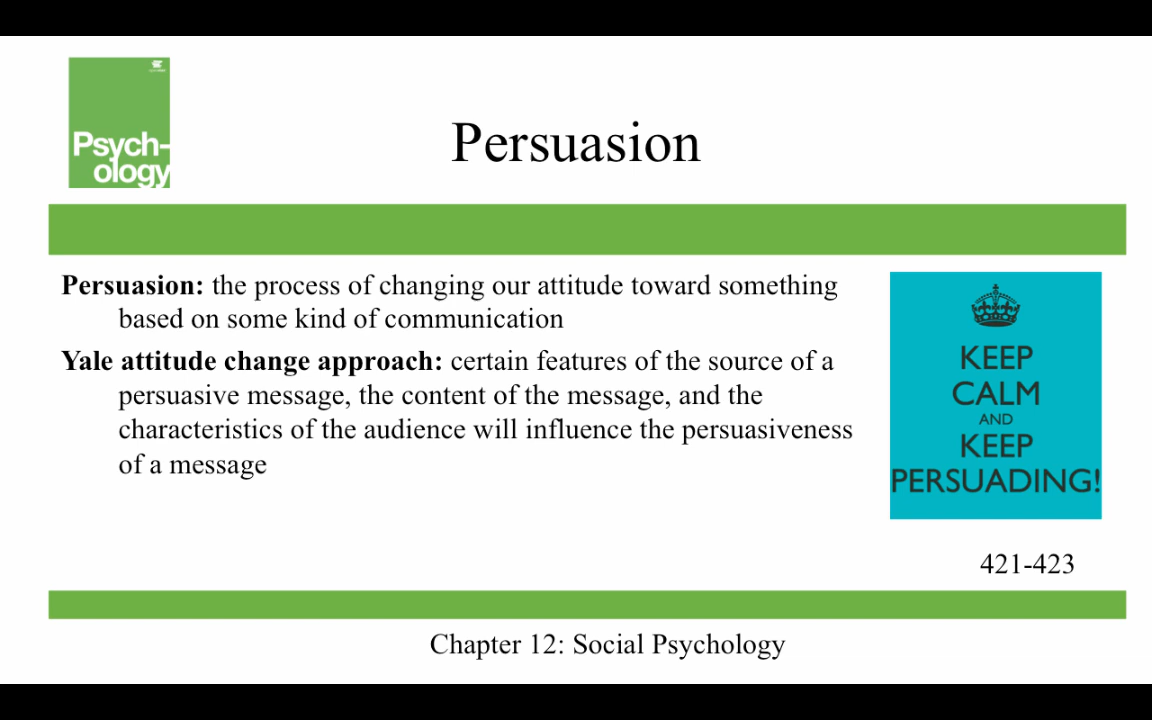 Psych-
ology
Persuasion
Persuasion: the process of changing our attitude toward something
based on some kind of communication
Yale attitude change approach: certain features of the source of a
persuasive message, the content of the message, and the
characteristics of the audience will influence the persuasiveness
of a message
KEEP
CALM
AND
KEEP
PERSUADING!
421-423
Chapter 12: Social Psychology